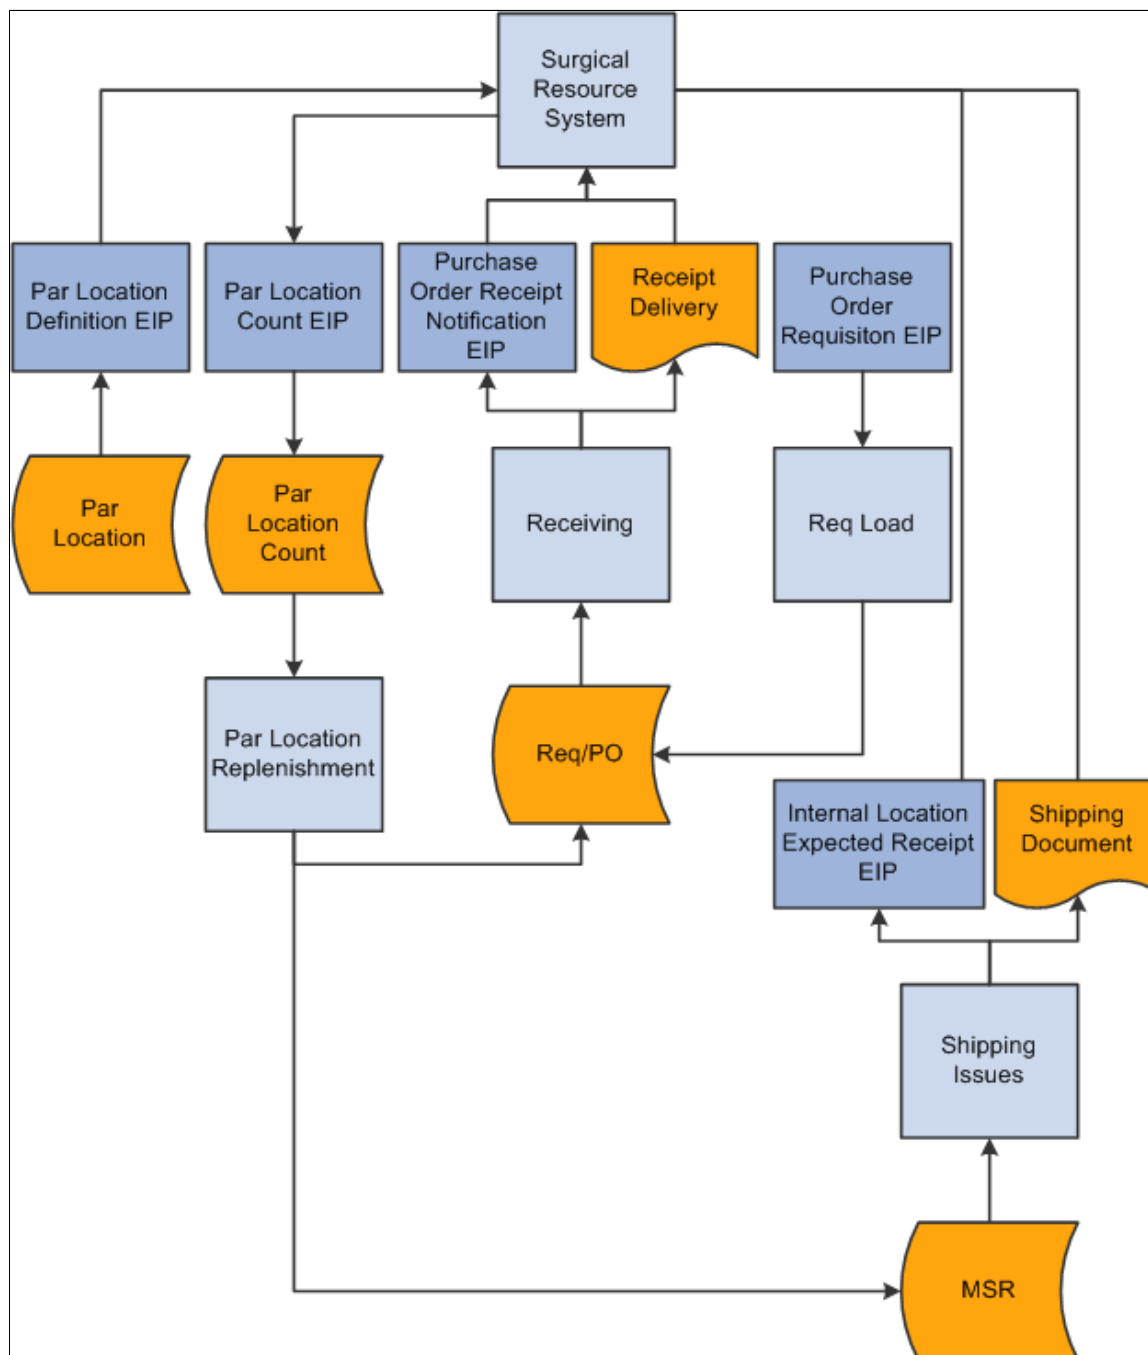 Surgical
Resource
System
Par Location
Definition EIP
Par Location
Count EIP
Purchase
Order Receipt
Notification
EIP
Receipt
Delivery
Purchase
Order
Requisiton EIP
Par
Location
Par
Location
Count
Receiving
Req Load
Par Location
Replenishment
Req/PO
Internal Location
Expected Receipt
EIP
Shipping
Document
Shipping
Issues
MSR